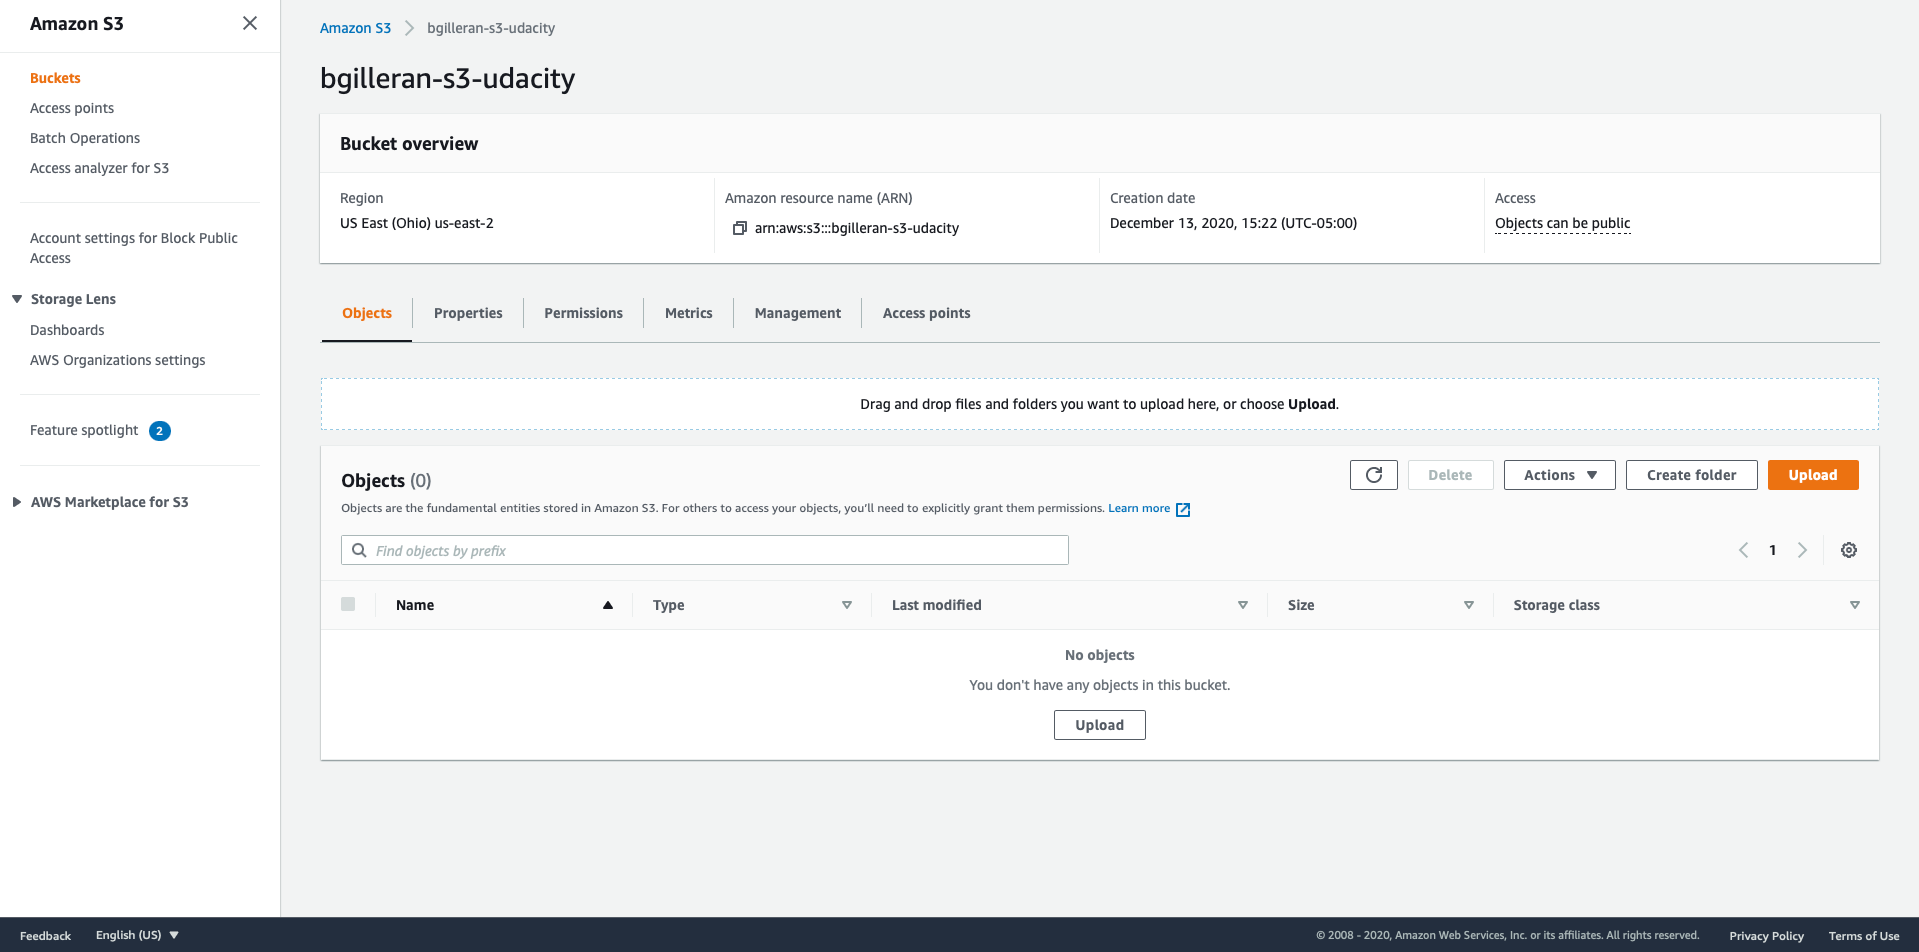 Amazon S3
Buckets
Access points
Batch Operations
Access analyzer for S3
Account settings for Block Public
Access
Storage Lens
Dashboards
AWS Organizations settings
Feature spotlight 2
AWS Marketplace for S3
Amazon S3 bgilleran-s3-udacity
bgilleran-s3-udacity
Bucket overview
Region
US East (Ohio) us-east-2
Amazon resource name (ARN)
arn:aws:s3:::bgilleran-s3-udacity
Creation date
December 13, 2020, 15:22 (UTC-05:00)
Access
Objects can be public
Objects Properties Permissions Metrics Management Access points
Drag and drop files and folders you want to upload here, or choose Upload.
Objects (0)
Delete Actions Create folder Upload
Objects are the fundamental entities stored in Amazon S3. For others to access your objects, you'll need to explicitly grant them permissions. Learn more
Find objects by prefix
1
Name Type Last modified Size Storage class
No objects
You don't have any objects in this bucket.
Upload
Feedback English (US) © 2008 - 2020, Amazon Web Services, Inc. or its affiliates. All rights reserved. Privacy Policy Terms of Use